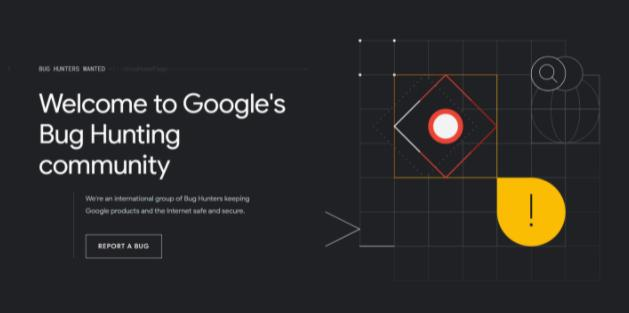 BUG HUNTERS WANTED
Welcome to Google's
Bug Hunting
community
We're an international group of Bug Hunters keeping
Google products and the Internet safe and secure.
REPORT A BUG
!